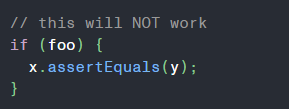 // this will NOT work
if (foo) {
  x.assertEquals(y);
}